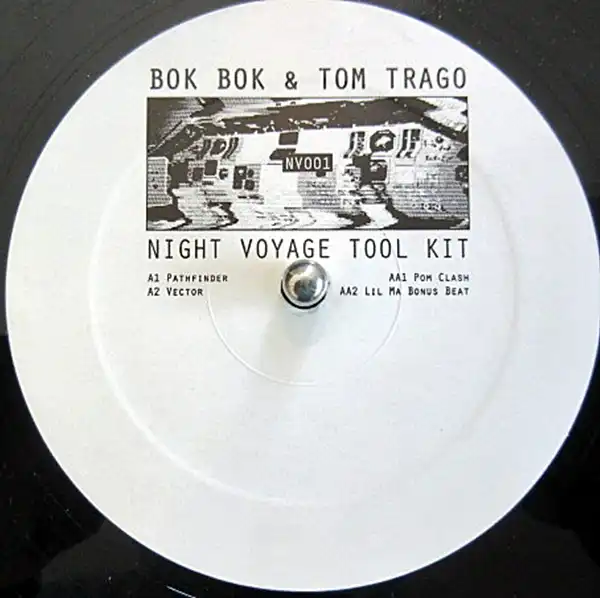 BOK BOK & TOM TRAGO
NV001
NIGHT VOYAGE TOOL KIT
A1 PATHFINDER
A2 VECTOR
AA1 POM CLASH
AA2 LIL MA BONUS BEAT